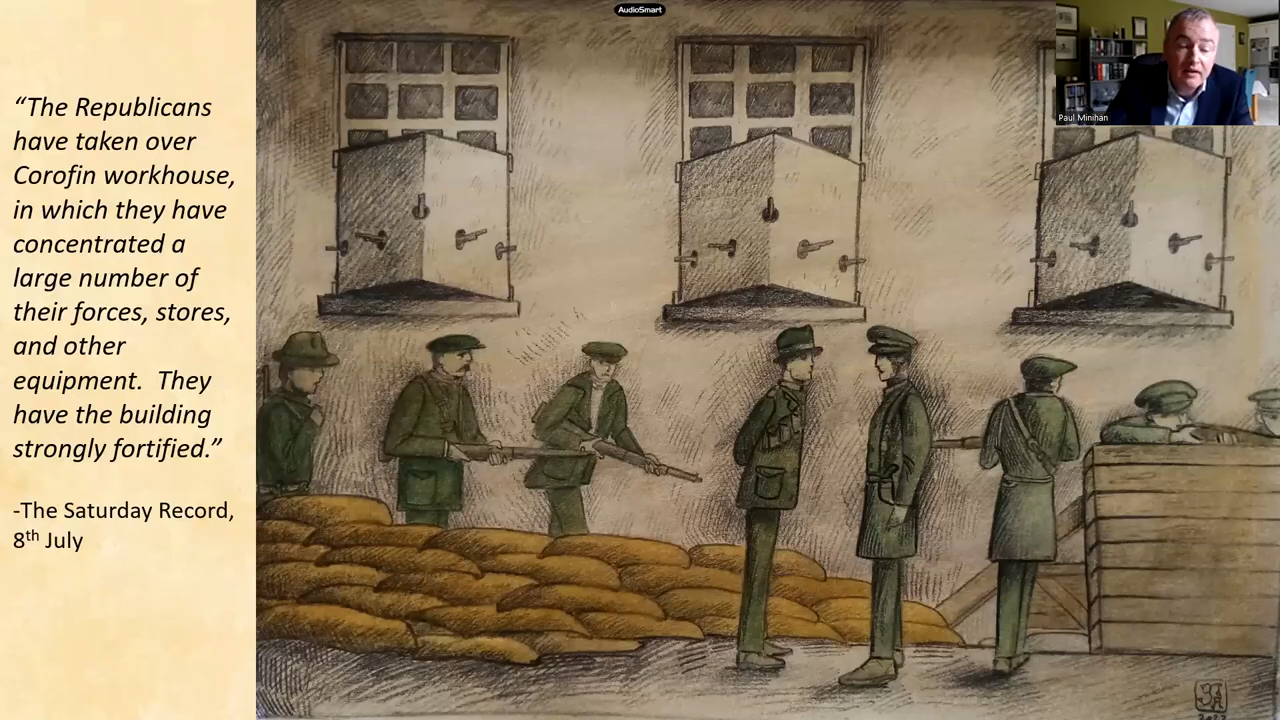 AudioSmart
Paul Minihan
“The Republicans
have taken over
Corofin workhouse,
in which they have
concentrated a
large number of
their forces, stores,
and other
equipment.  They
have the building
strongly fortified.”
-The Saturday Record,
8th July